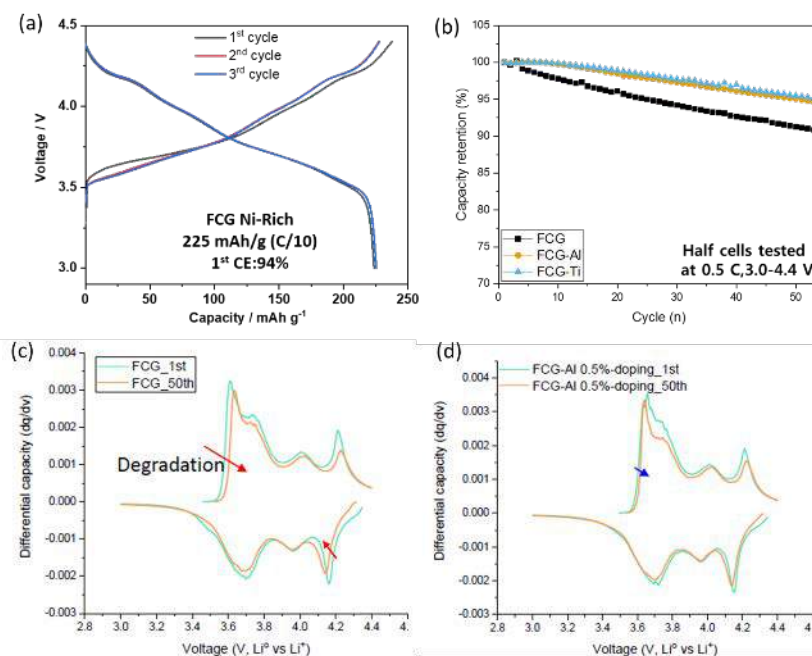 (a)
4.5
4.0
3.5
3.0
Voltage / V
1st cycle
2nd cycle
3rd cycle
FCG Ni-Rich
225 mAh/g (C/10)
1st CE:94%
0 50 100 150 200 250
Capacity / mAh g-1
(b)
105
100
95
90
85
80
75
70
Capacity retention (%)
FCG
FCG-Al
FCG-Ti
Half cells tested
at 0.5 C,3.0-4.4 V
0 10 20 30 40 50
Cycle (n)
(c)
0.004
0.003
0.002
0.001
0.000
-0.001
-0.002
-0.003
Differential capacity (dq/dv)
FCG_1st
FCG_50th
Degradation
2.8 3.0 3.2 3.4 3.6 3.8 4.0 4.2 4.4 4.6
Voltage (V, Li⁰ vs Li⁺)
(d)
0.004
0.003
0.002
0.001
0.000
-0.001
-0.002
-0.003
Differential capacity (dq/dv)
FCG-Al 0.5%-doping_1st
FCG-Al 0.5%-doping_50th
2.8 3.0 3.2 3.4 3.6 3.8 4.0 4.2 4.4
Voltage (V, Li⁰ vs Li⁺)